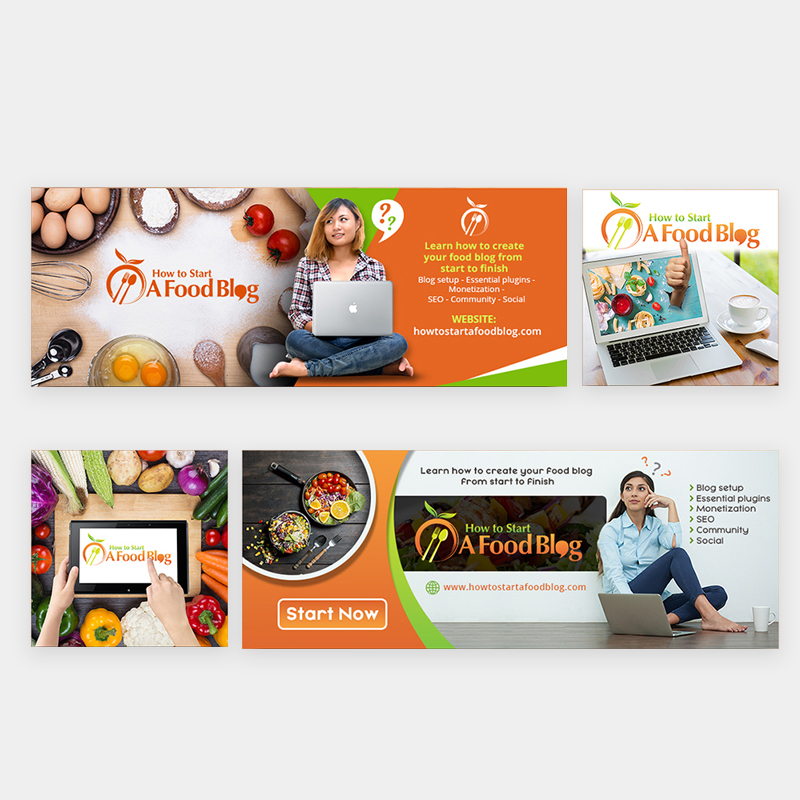 How to Start
A Food Blog
? ?
Learn how to create
your food blog from
start to finish
Blog setup - Essential plugins -
Monetization -
SEO - Community - Social
WEBSITE:
howtostartafoodblog.com
How to Start
A Food Blog
How to Start
A Food Blog
Start Now
Learn how to create your food blog
from start to finish
How to Start
A Food Blog
www.howtostartafoodblog.com
? ? ?
Blog setup
Essential plugins
Monetization
SEO
Community
Social